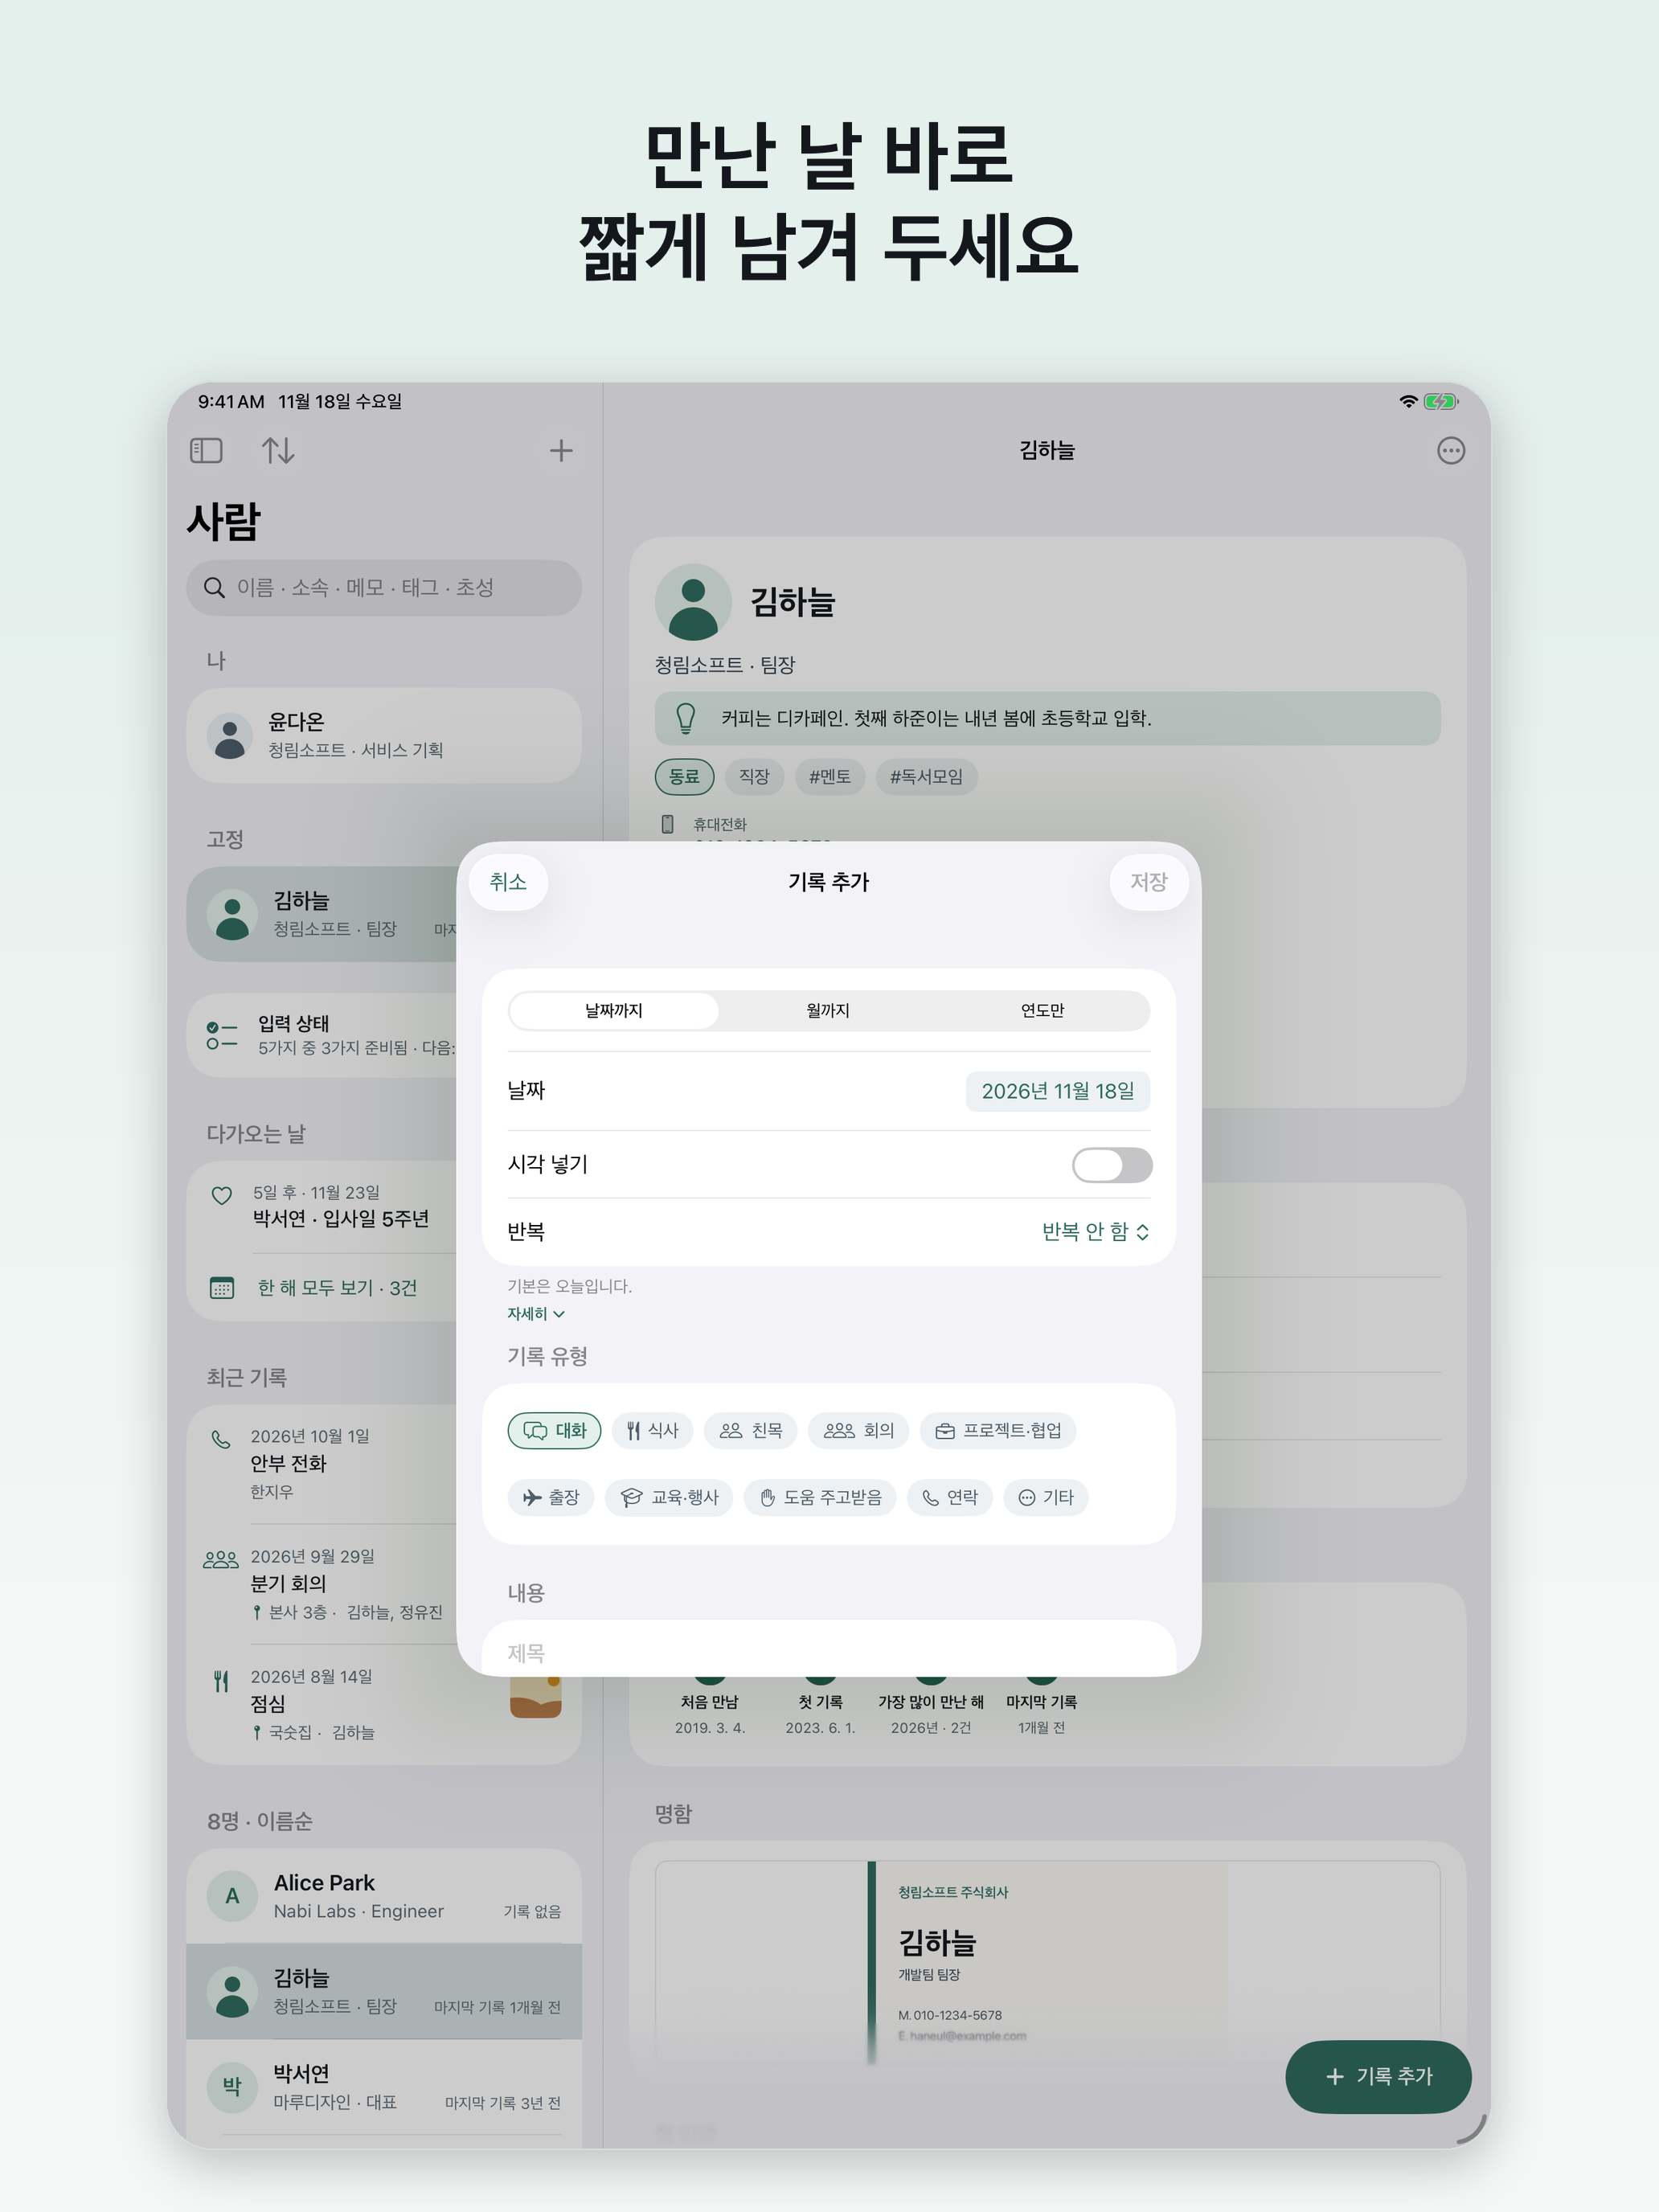 만난 날 바로
짧게 남겨 두세요
9:41 AM 11월 18일 수요일
사람
이름 · 소속 · 메모 · 태그 · 초성
나
윤다온
청림소프트 · 서비스 기획
고정
김하늘
청림소프트 · 팀장
입력 상태
5가지 중 3가지 준비됨 · 다음:
다가오는 날
5일 후 · 11월 23일
박서연 · 입사일 5주년
한 해 모두 보기 · 3건
최근 기록
2026년 10월 1일
안부 전화
한지우
2026년 9월 29일
분기 회의
본사 3층 · 김하늘, 정유진
2026년 8월 14일
점심
국숫집 · 김하늘
8명 · 이름순
A
Alice Park
Nabi Labs · Engineer 기록 없음
김하늘
청림소프트 · 팀장 마지막 기록 1개월 전
박
박서연
마루디자인 · 대표 마지막 기록 3년 전
김하늘
김하늘
청림소프트 · 팀장
커피는 디카페인. 첫째 하준이는 내년 봄에 초등학교 입학.
동료 직장 #멘토 #독서모임
휴대전화
취소 기록 추가 저장
날짜까지 월까지 연도만
날짜 2026년 11월 18일
시각 넣기
반복 반복 안 함
기본은 오늘입니다.
자세히
기록 유형
대화 식사 친목 회의 프로젝트·협업
출장 교육·행사 도움 주고받음 연락 기타
내용
제목
처음 만남 첫 기록 가장 많이 만난 해 마지막 기록
2019. 3. 4. 2023. 6. 1. 2026년 · 2건 1개월 전
명함
청림소프트 주식회사
김하늘
개발팀 팀장
M. 010-1234-5678
E. haneul@example.com
기록 추가